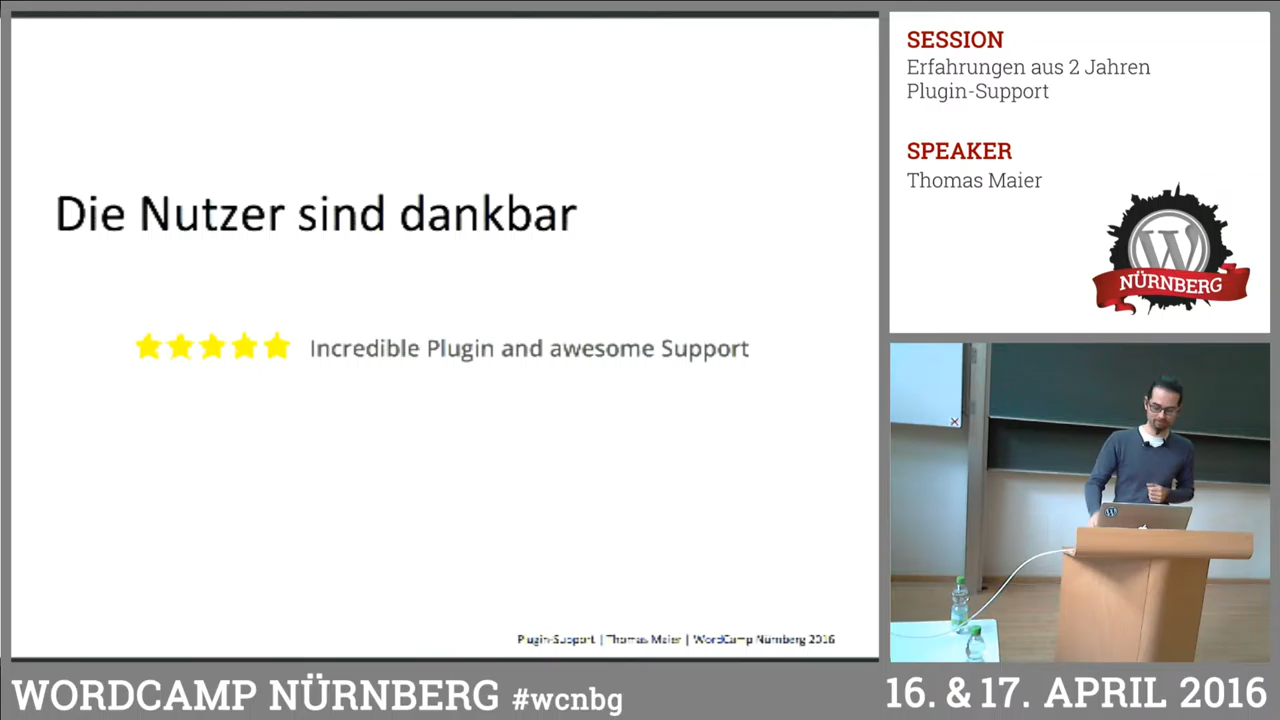 Die Nutzer sind dankbar
Incredible Plugin and awesome Support
Plugin-Support | Thomas Maier | WordCamp Nürnberg 2016
SESSION
Erfahrungen aus 2 Jahren
Plugin-Support
SPEAKER
Thomas Maier
W
NÜRNBERG
WORDCAMP NÜRNBERG #wcnbg
16. & 17. APRIL 2016